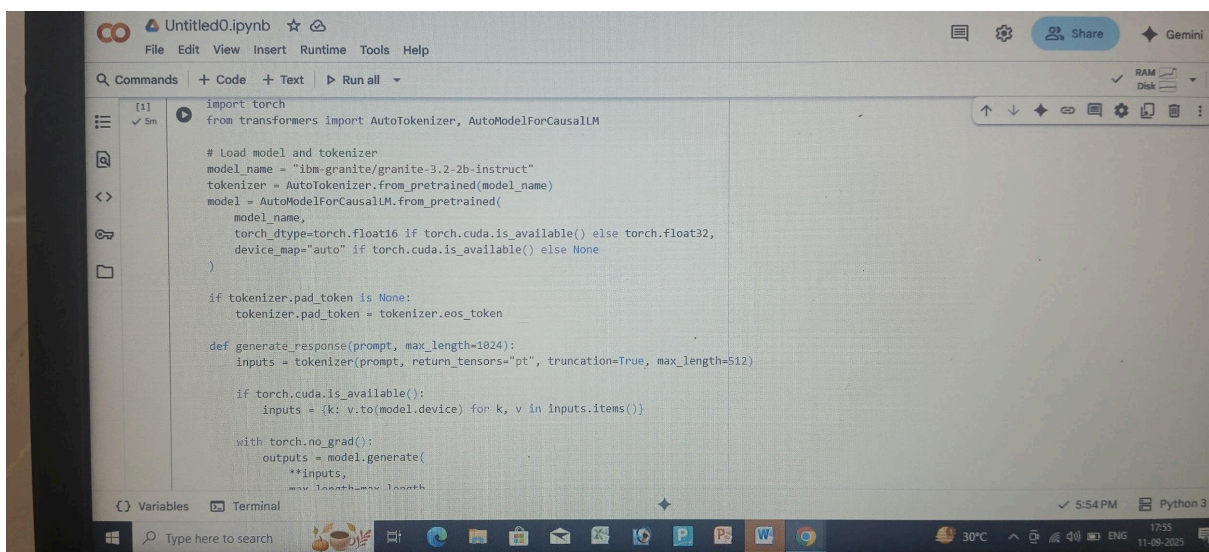 CO Untitled0.ipynb
File Edit View Insert Runtime Tools Help
Share
Gemini
Commands + Code + Text Run all
RAM
Disk
[1]
5m
import torch
from transformers import AutoTokenizer, AutoModelForCausalLM
# Load model and tokenizer
model_name = "ibm-granite/granite-3.2-2b-instruct"
tokenizer = AutoTokenizer.from_pretrained(model_name)
model = AutoModelForCausalLM.from_pretrained(
    model_name,
    torch_dtype=torch.float16 if torch.cuda.is_available() else torch.float32,
    device_map="auto" if torch.cuda.is_available() else None
)
if tokenizer.pad_token is None:
    tokenizer.pad_token = tokenizer.eos_token
def generate_response(prompt, max_length=1024):
    inputs = tokenizer(prompt, return_tensors="pt", truncation=True, max_length=512)
    if torch.cuda.is_available():
        inputs = {k: v.to(model.device) for k, v in inputs.items()}
    with torch.no_grad():
        outputs = model.generate(
            **inputs,
            max_length=max_length
{} Variables Terminal
5:54 PM Python 3
Type here to search
30°C ENG
17:55
11-09-2025